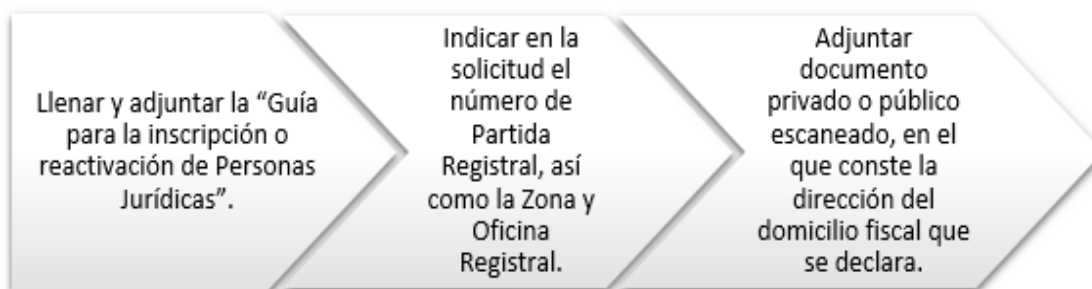 Llenar y adjuntar la “Guía
para la inscripción o
reactivación de Personas
Jurídicas”.
Indicar en la
solicitud el
número de
Partida
Registral, así
como la Zona y
Oficina
Registral.
Adjuntar
documento
privado o público
escaneado, en el
que conste la
dirección del
domicilio fiscal que
se declara.